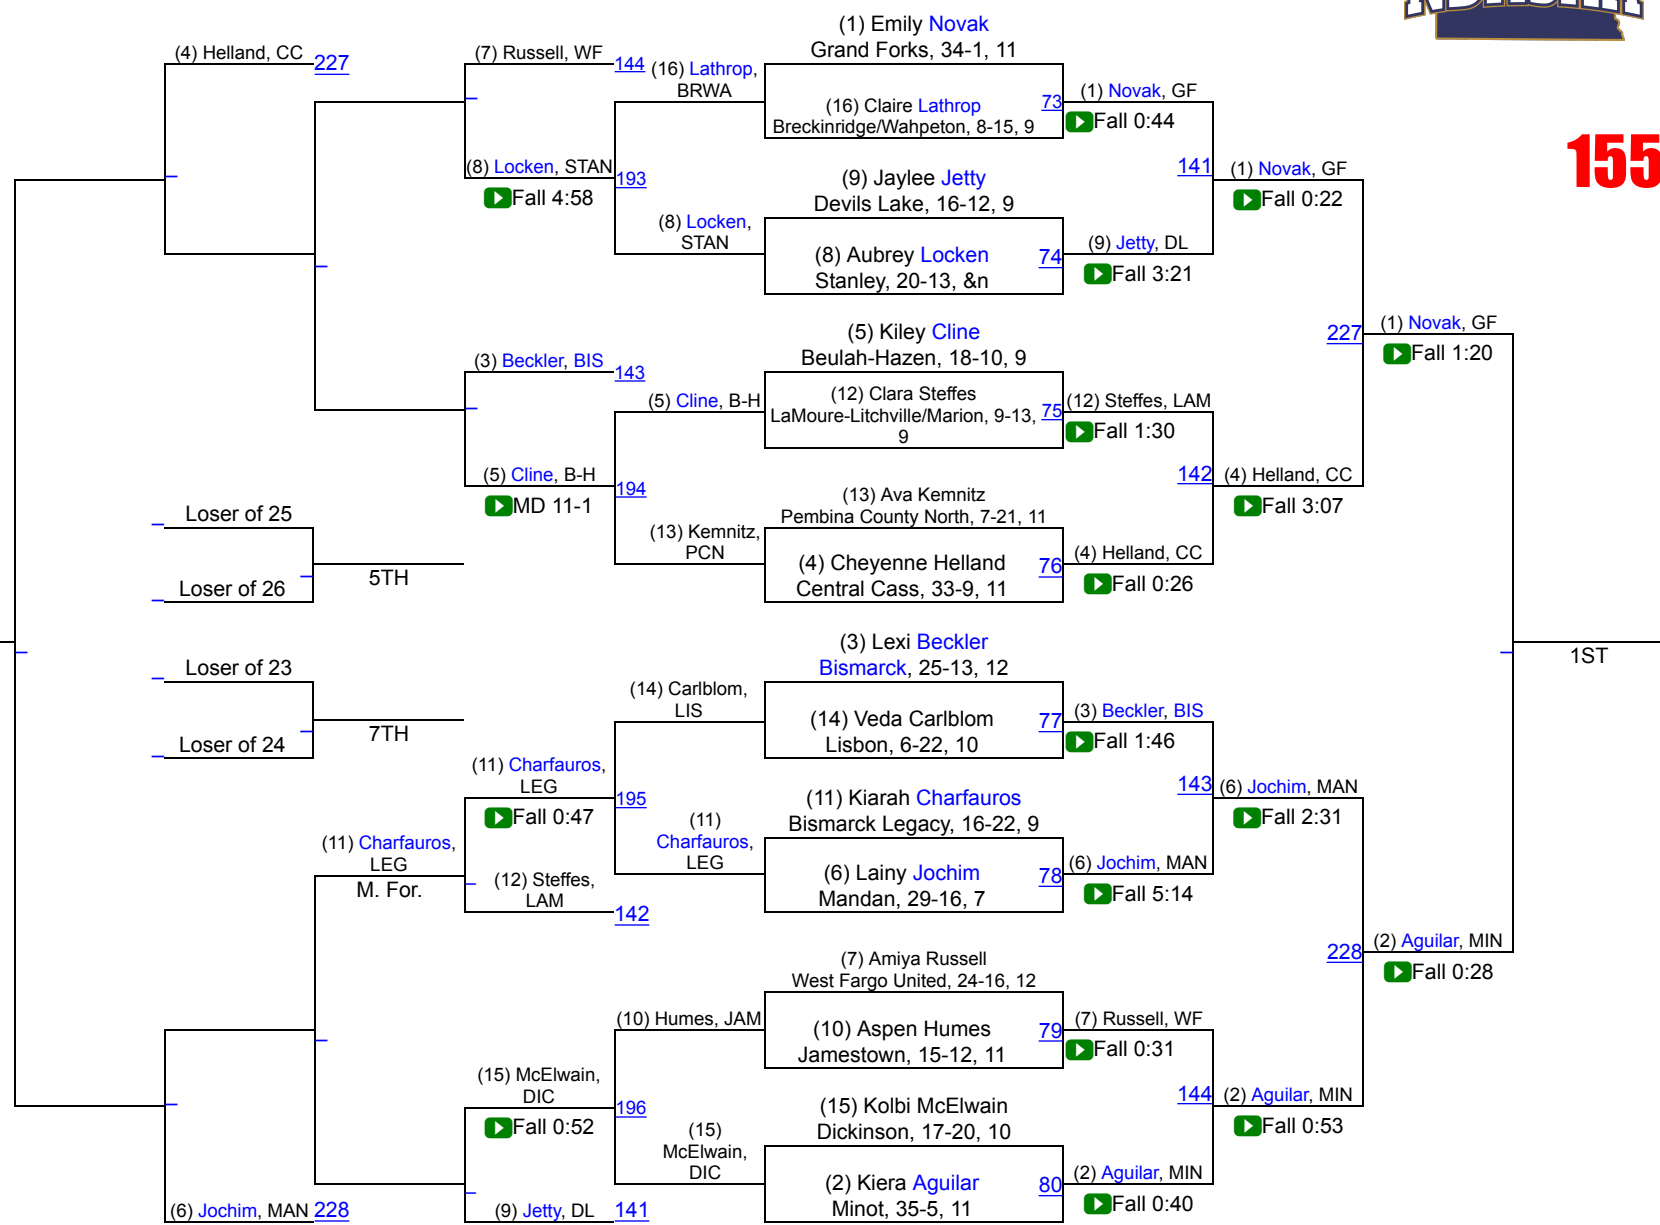 NDHSAA
155
(4) Helland, CC
227
(6) Jochim, MAN
228
Loser of 25
Loser of 26
5TH
Loser of 23
Loser of 24
7TH
(11) Charfauros,
LEG
M. For.
(7) Russell, WF
144
(8) Locken, STAN
Fall 4:58
193
(3) Beckler, BIS
143
(5) Cline, B-H
MD 11-1
194
(11) Charfauros,
LEG
Fall 0:47
195
(12) Steffes,
LAM
142
(15) McElwain,
DIC
Fall 0:52
196
(9) Jetty, DL
141
(16) Lathrop,
BRWA
(8) Locken,
STAN
(5) Cline, B-H
(13) Kemnitz,
PCN
(14) Carlblom,
LIS
(11)
Charfauros,
LEG
(10) Humes, JAM
(15)
McElwain,
DIC
(1) Emily Novak
Grand Forks, 34-1, 11
(16) Claire Lathrop
Breckinridge/Wahpeton, 8-15, 9
73
(9) Jaylee Jetty
Devils Lake, 16-12, 9
(8) Aubrey Locken
Stanley, 20-13, &n
74
(5) Kiley Cline
Beulah-Hazen, 18-10, 9
(12) Clara Steffes
LaMoure-Litchville/Marion, 9-13,
9
75
(13) Ava Kemnitz
Pembina County North, 7-21, 11
(4) Cheyenne Helland
Central Cass, 33-9, 11
76
(3) Lexi Beckler
Bismarck, 25-13, 12
(14) Veda Carlblom
Lisbon, 6-22, 10
77
(11) Kiarah Charfauros
Bismarck Legacy, 16-22, 9
(6) Lainy Jochim
Mandan, 29-16, 7
78
(7) Amiya Russell
West Fargo United, 24-16, 12
(10) Aspen Humes
Jamestown, 15-12, 11
79
(15) Kolbi McElwain
Dickinson, 17-20, 10
(2) Kiera Aguilar
Minot, 35-5, 11
80
(1) Novak, GF
Fall 0:44
141
(9) Jetty, DL
Fall 3:21
(12) Steffes, LAM
Fall 1:30
142
(4) Helland, CC
Fall 0:26
(3) Beckler, BIS
Fall 1:46
143
(6) Jochim, MAN
Fall 5:14
(7) Russell, WF
Fall 0:31
144
(2) Aguilar, MIN
Fall 0:40
(1) Novak, GF
Fall 0:22
227
(4) Helland, CC
Fall 3:07
(6) Jochim, MAN
Fall 2:31
228
(2) Aguilar, MIN
Fall 0:53
(1) Novak, GF
Fall 1:20
(2) Aguilar, MIN
Fall 0:28
1ST